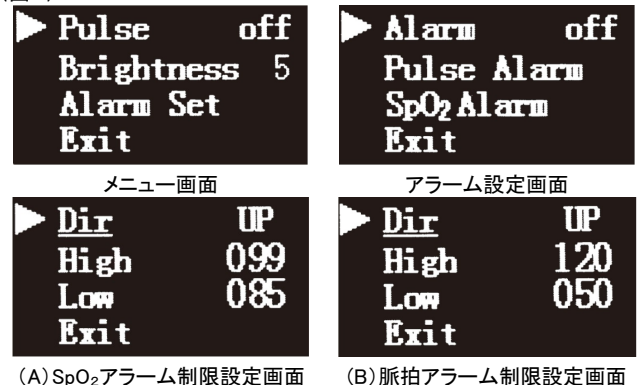 Pulse off
Brightness 5
Alarm Set
Exit
メニュー画面
Alarm off
Pulse Alarm
SpO₂ Alarm
Exit
アラーム設定画面
Dir UP
High 099
Low 085
Exit
(A)SpO₂アラーム制限設定画面
Dir UP
High 120
Low 050
Exit
(B)脈拍アラーム制限設定画面